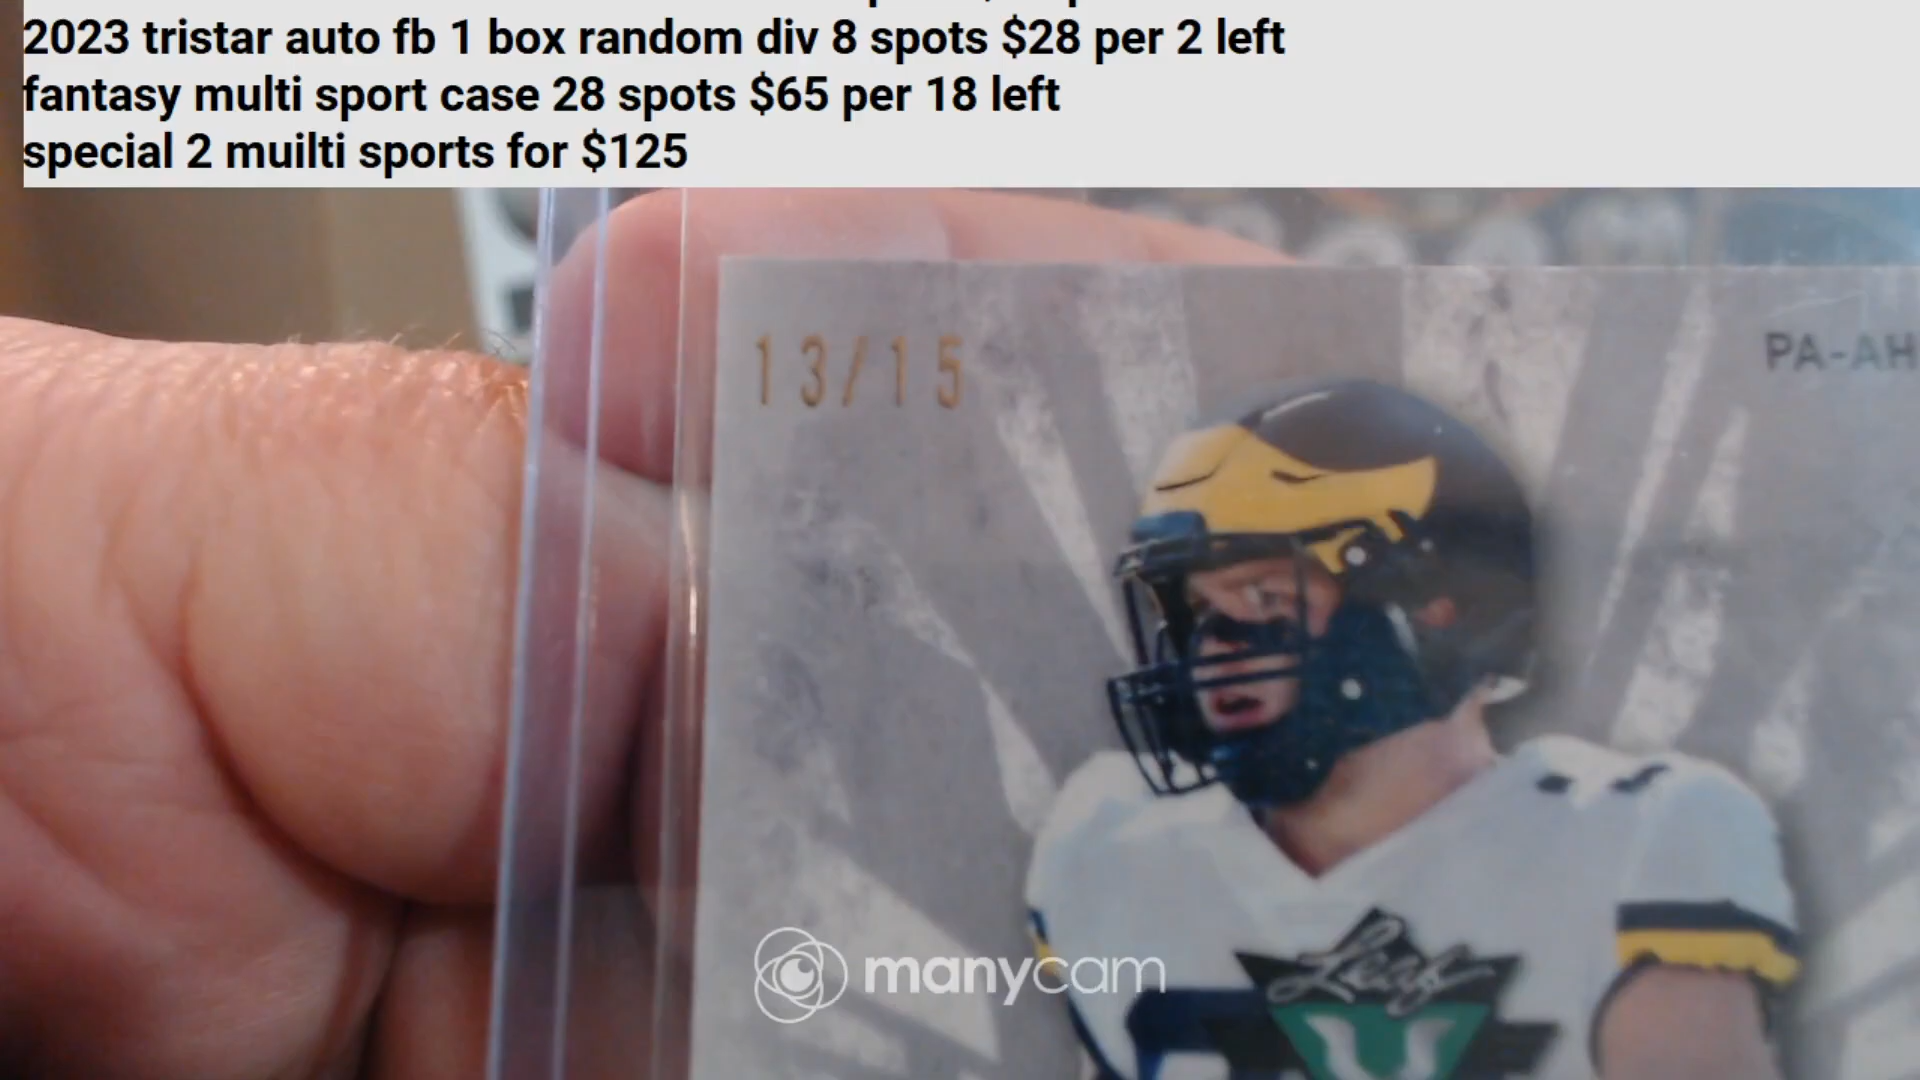 2023 tristar auto fb 1 box random div 8 spots $28 per 2 left
fantasy multi sport case 28 spots $65 per 18 left
special 2 muilti sports for $125
13/15
PA-AH
manycam
Leaf
U